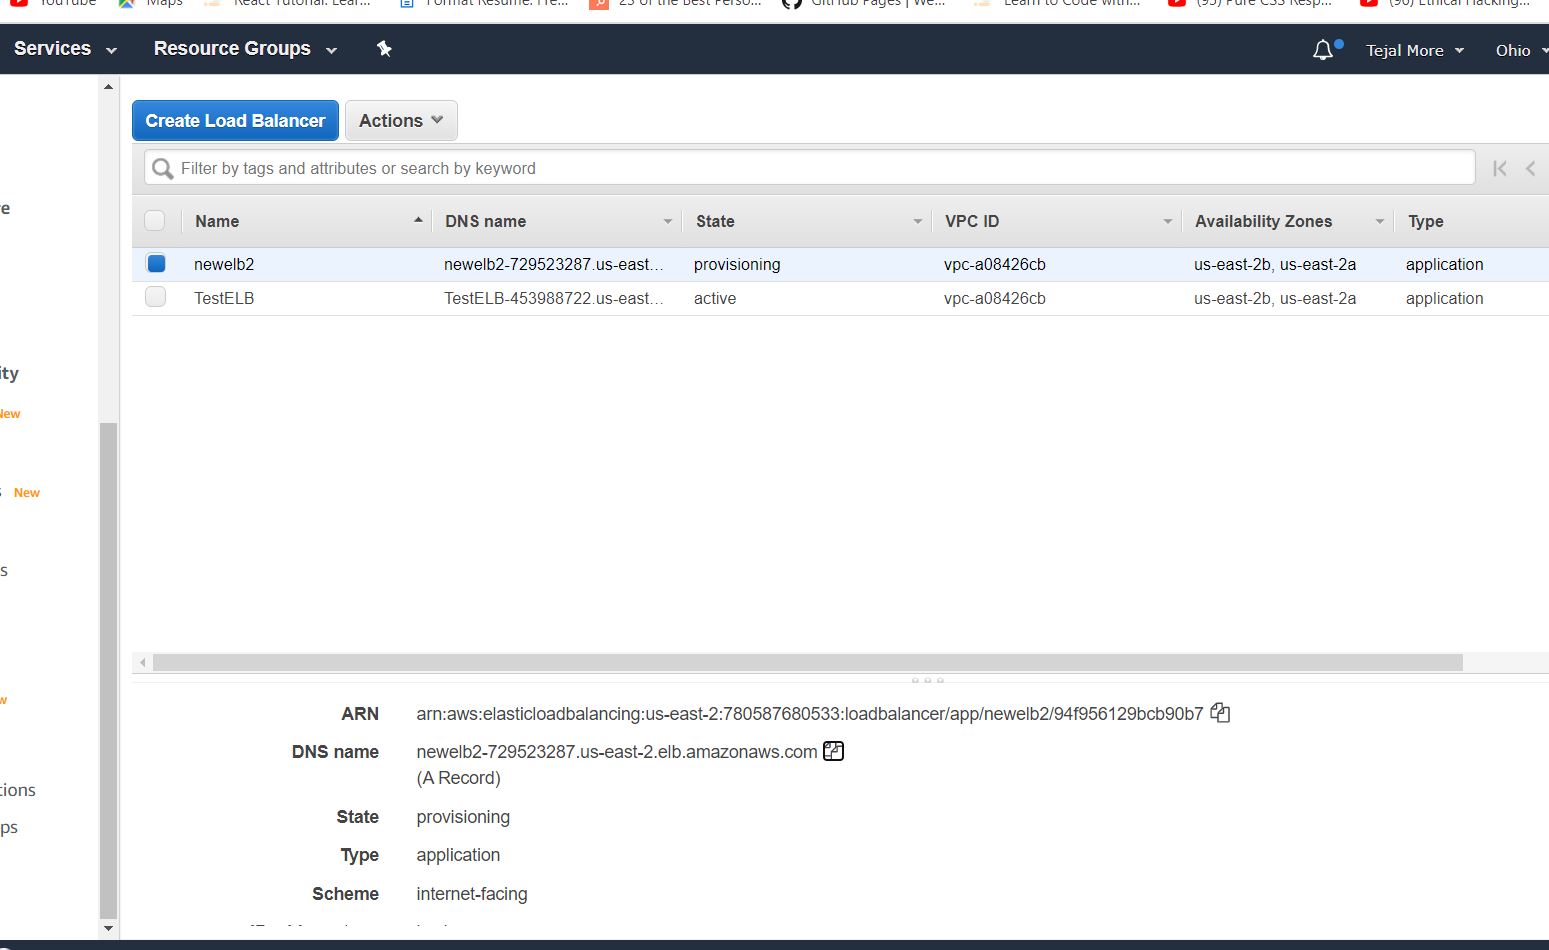 YouTube Maps React Tutorial: Lear... Format Resume: Fre... 25 of the Best Perso... GitHub Pages | We... Learn to Code with... (95) Pure CSS Resp... (96) Ethical Hacking...
Services Resource Groups Tejal More Ohio
Create Load Balancer Actions
Filter by tags and attributes or search by keyword
Name DNS name State VPC ID Availability Zones Type
newelb2 newelb2-729523287.us-east... provisioning vpc-a08426cb us-east-2b, us-east-2a application
TestELB TestELB-453988722.us-east... active vpc-a08426cb us-east-2b, us-east-2a application
e
ity
New
s New
s
w
tions
ps
ARN arn:aws:elasticloadbalancing:us-east-2:780587680533:loadbalancer/app/newelb2/94f956129bcb90b7
DNS name newelb2-729523287.us-east-2.elb.amazonaws.com
(A Record)
State provisioning
Type application
Scheme internet-facing